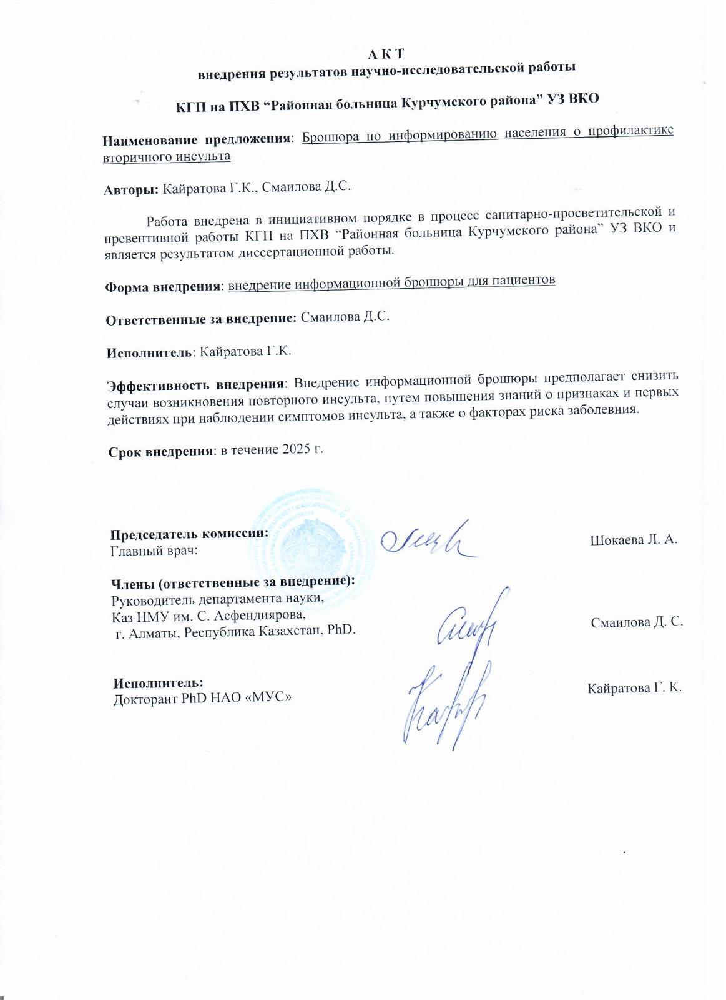 А К Т
внедрения результатов научно-исследовательской работы
КГП на ПХВ “Районная больница Курчумского района” УЗ ВКО
Наименование предложения: Брошюра по информированию населения о профилактике
вторичного инсульта
Авторы: Кайратова Г.К., Смаилова Д.С.
Работа внедрена в инициативном порядке в процесс санитарно-просветительской и
превентивной работы КГП на ПХВ “Районная больница Курчумского района” УЗ ВКО и
является результатом диссертационной работы.
Форма внедрения: внедрение информационной брошюры для пациентов
Ответственные за внедрение: Смаилова Д.С.
Исполнитель: Кайратова Г.К.
Эффективность внедрения: Внедрение информационной брошюры предполагает снизить
случаи возникновения повторного инсульта, путем повышения знаний о признаках и первых
действиях при наблюдении симптомов инсульта, а также о факторах риска заболевния.
Срок внедрения: в течение 2025 г.
Председатель комиссии:
Главный врач:
Шокаева Л. А.
Члены (ответственные за внедрение):
Руководитель департамента науки,
Каз НМУ им. С. Асфендиярова,
г. Алматы, Республика Казахстан, PhD.
Смаилова Д. С.
Исполнитель:
Докторант PhD НАО «МУС»
Кайратова Г. К.